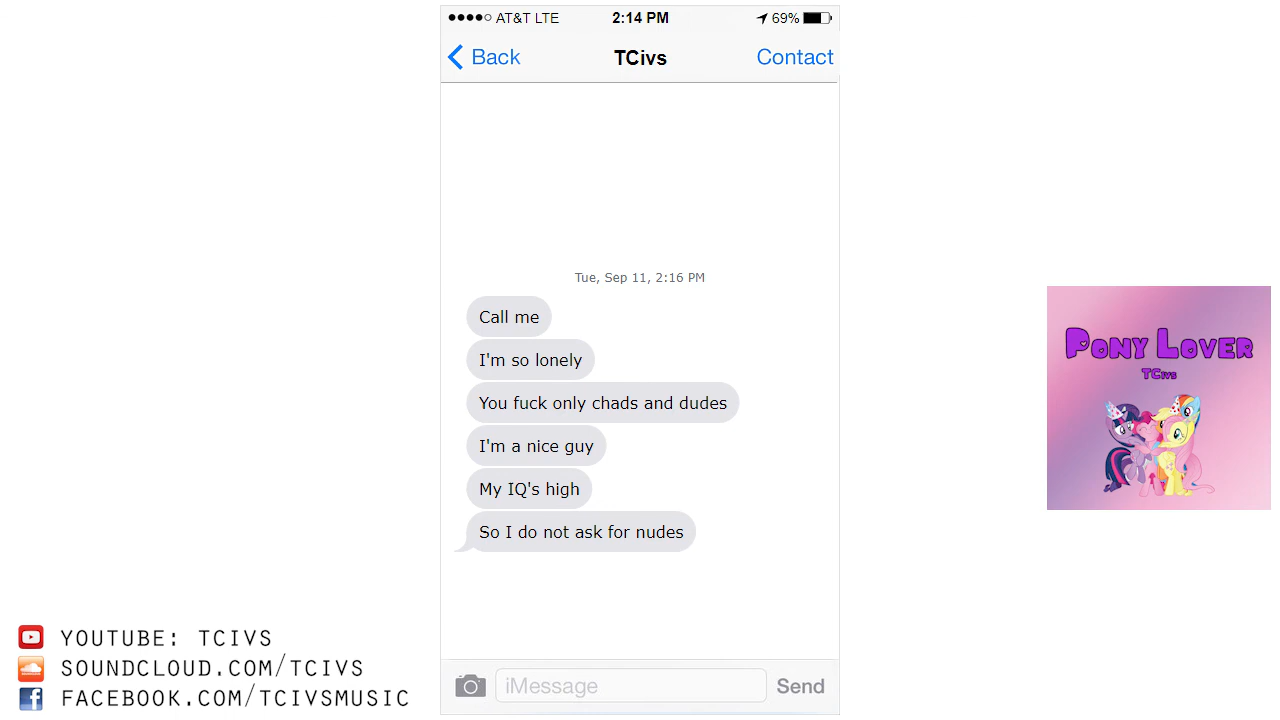 AT&T LTE 2:14 PM 69%
Back TCivs Contact
Tue, Sep 11, 2:16 PM
Call me
I'm so lonely
You fuck only chads and dudes
I'm a nice guy
My IQ's high
So I do not ask for nudes
iMessage Send
PONY LOVER
TCivs
YOUTUBE: TCIVS
SOUNDCLOUD.COM/TCIVS
FACEBOOK.COM/TCIVSMUSIC